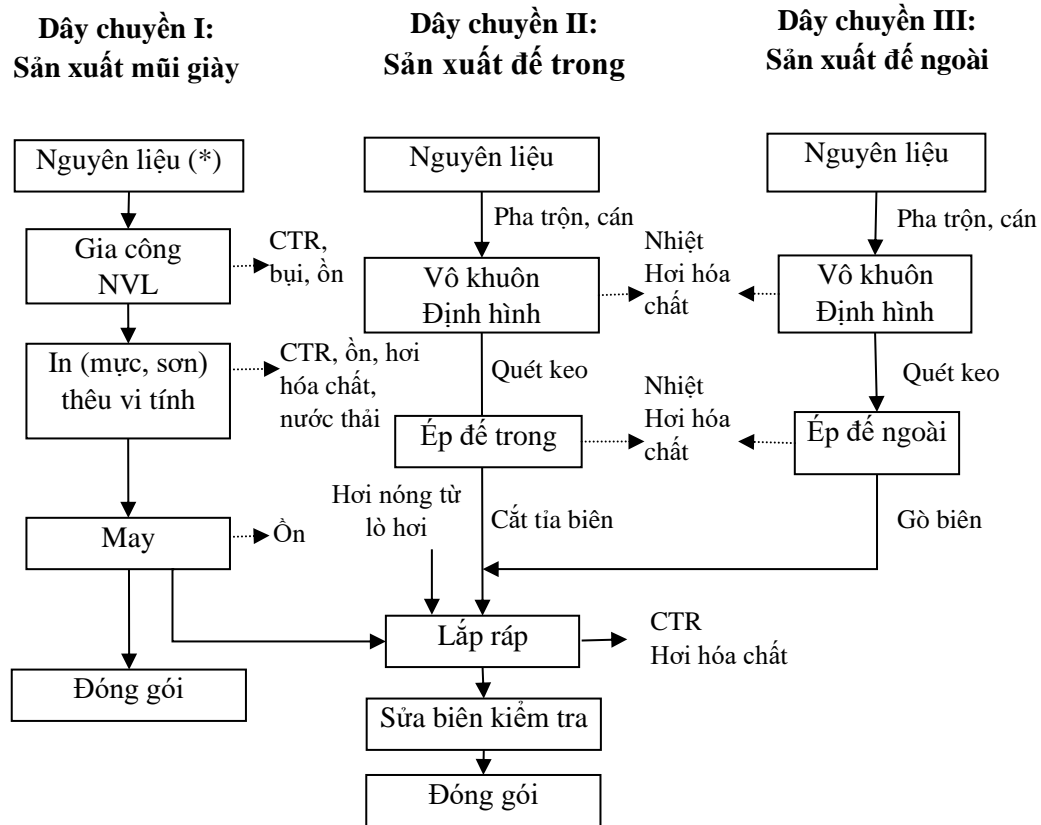 Dây chuyền I:
Sản xuất mũi giày
Nguyên liệu (*)
Gia công
NVL
CTR,
bụi, ồn
In (mực, sơn)
thêu vi tính
CTR, ồn, hơi
hóa chất,
nước thải
May
Ồn
Đóng gói
Dây chuyền II:
Sản xuất đế trong
Nguyên liệu
Pha trộn, cán
Vô khuôn
Định hình
Nhiệt
Hơi hóa
chất
Quét keo
Ép đế trong
Nhiệt
Hơi hóa
chất
Hơi nóng từ
lò hơi
Cắt tỉa biên
Lắp ráp
CTR
Hơi hóa chất
Sửa biên kiểm tra
Đóng gói
Dây chuyền III:
Sản xuất đế ngoài
Nguyên liệu
Pha trộn, cán
Vô khuôn
Định hình
Quét keo
Ép đế ngoài
Gò biên